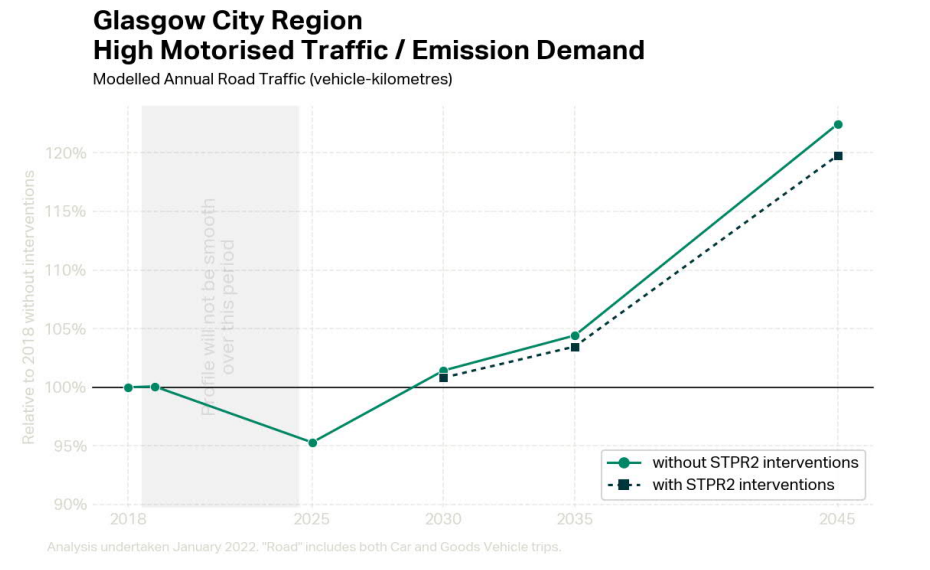 Glasgow City Region
High Motorised Traffic / Emission Demand
Modelled Annual Road Traffic (vehicle-kilometres)
Relative to 2018 without interventions
120%
115%
110%
105%
100%
95%
90%
Profile will not be smooth
over this period
without STPR2 interventions
with STPR2 interventions
2018 2025 2030 2035 2045
Analysis undertaken January 2022. "Road" includes both Car and Goods Vehicle trips.